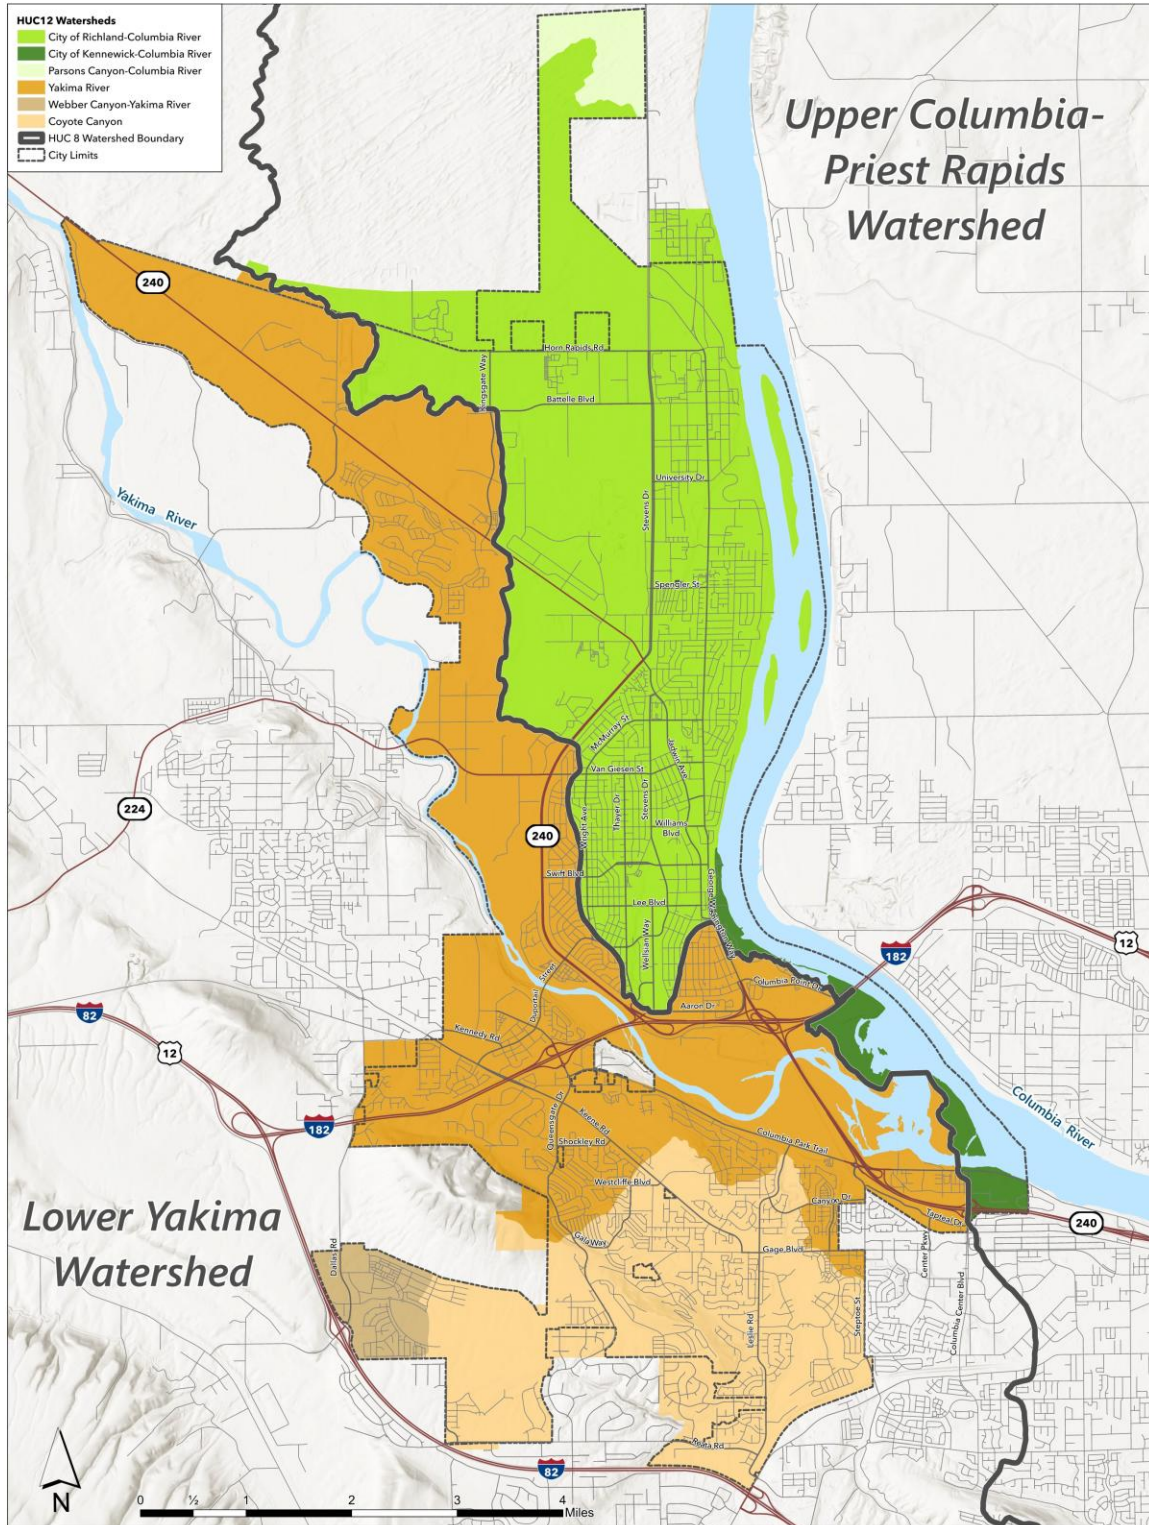 HUC12 Watersheds
City of Richland-Columbia River
City of Kennewick-Columbia River
Parsons Canyon-Columbia River
Yakima River
Webber Canyon-Yakima River
Coyote Canyon
HUC 8 Watershed Boundary
City Limits
Upper Columbia-
Priest Rapids
Watershed
240
Horn Rapids Rd
Kingsgate Way
Battelle Blvd
University Dr
Stevens Dr
Yakima River
Spengler St
McMurray St
Jadwin Ave
Van Giesen St
224
240
Wright Ave
Thayer Dr
Stevens Dr
Williams
Blvd
Swift Blvd
George Washington Way
Lee Blvd
Wellsian Way
182
12
Duportail Street
Columbia Point Dr
Aaron Dr
82
12
Kennedy Rd
182
Queensgate Dr
Keene Rd
Columbia Park Trail
Columbia River
Shockley Rd
Westcliffe Blvd
Canyon Dr
Tapteal Dr
240
Lower Yakima
Watershed
Dallas Rd
Gala Way
Gage Blvd
Center Pkwy
Columbia Center Blvd
Steptoe St
Leslie Rd
Reata Rd
82
N
0 ½ 1 2 3 4
Miles